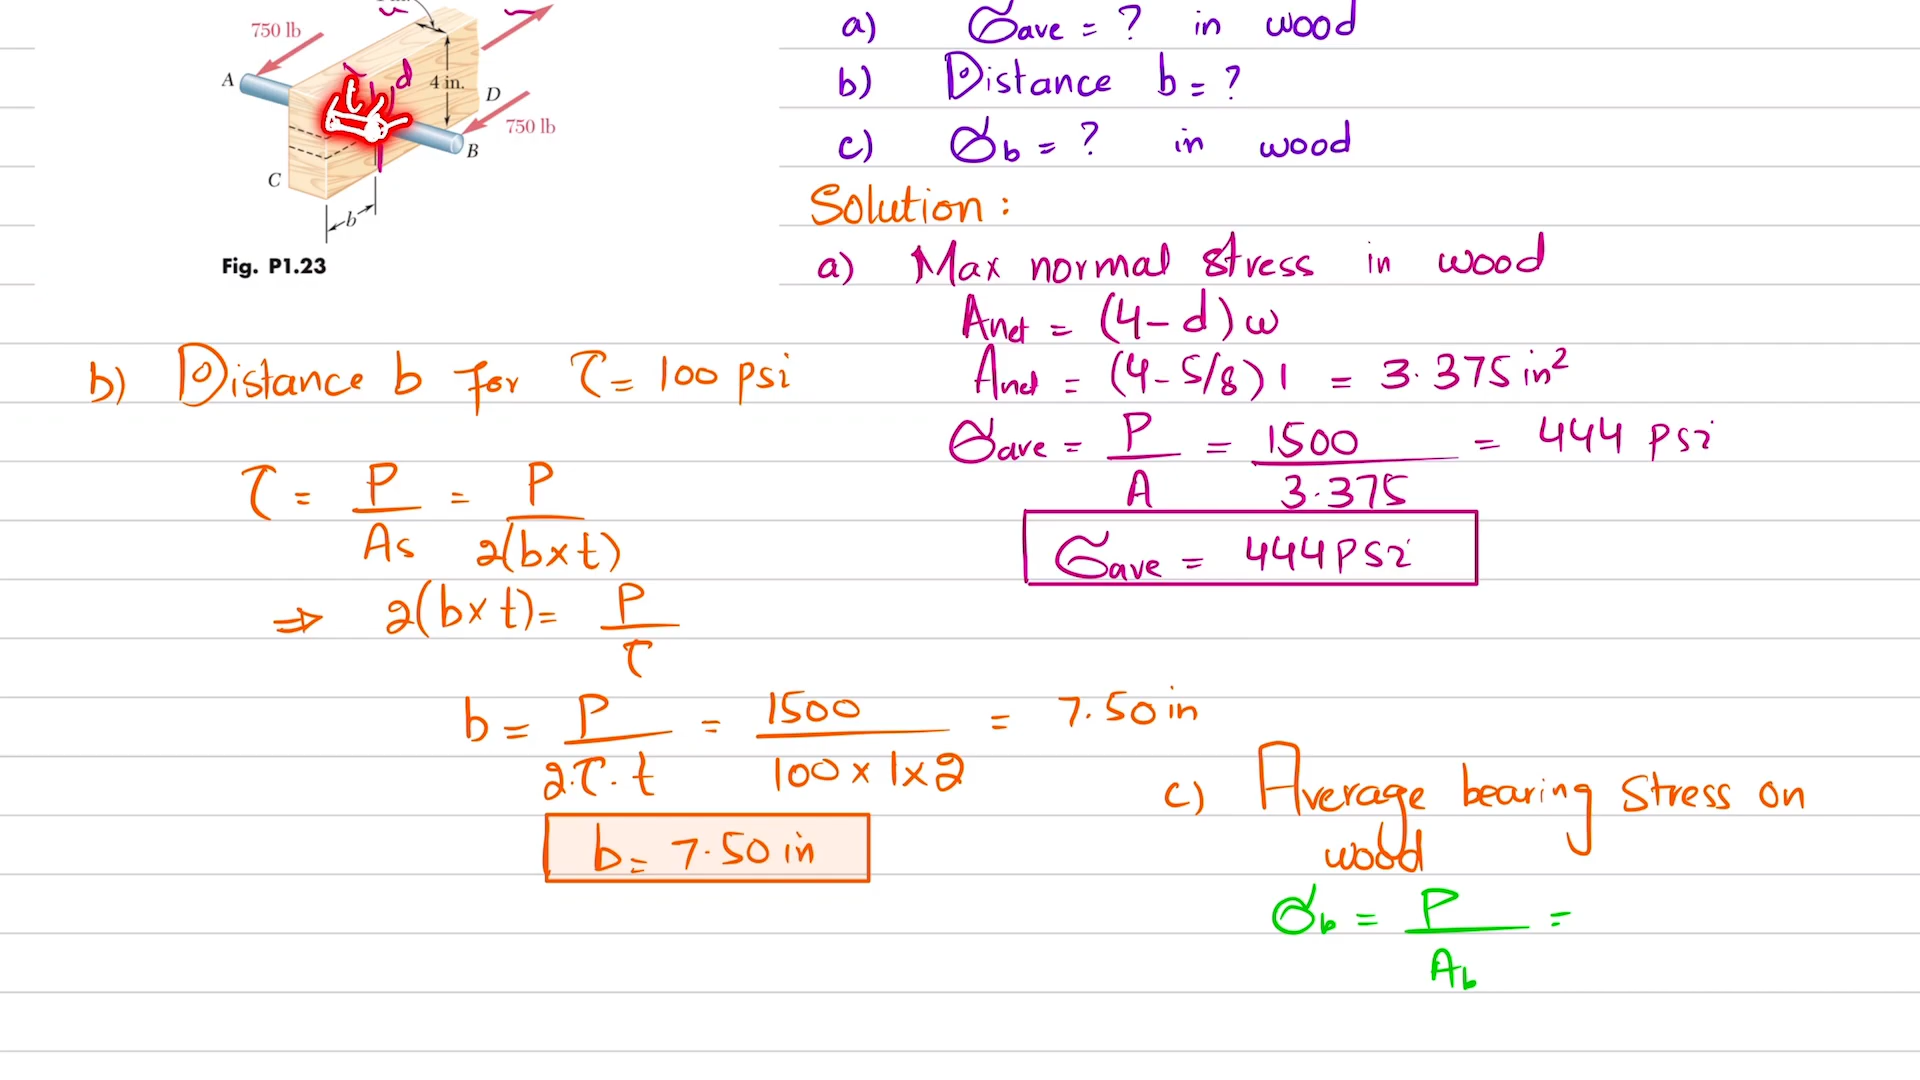 750 lb
A
d
t
4 in.
D
750 lb
B
C
b
Fig. P1.23
a) σave = ? in wood
b) Distance b = ?
c) σb = ? in wood
Solution :
a) Max normal stress in wood
Anet = (4-d)w
Anet = (4-5/8)1 = 3.375 in²
σave = P/A = 1500/3.375 = 444 psi
σave = 444 psi
b) Distance b for τ = 100 psi
τ = P/As = P/2(b×t)
⇒ 2(b×t) = P/τ
b = P/2.τ.t = 1500/100×1×2 = 7.50 in
b = 7.50 in
c) Average bearing stress on
wood
σb = P/Ab =